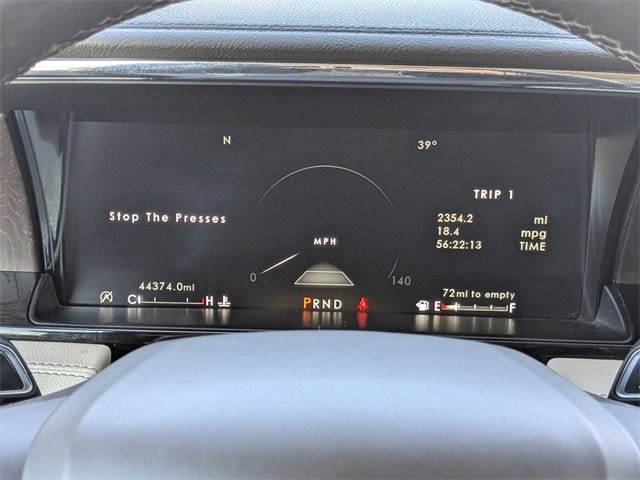 N
39°
TRIP 1
Stop The Presses
2354.2 mi
18.4 mpg
56:22:13 TIME
MPH
0
140
44374.0mi
72mi to empty
C H
PRND
E F